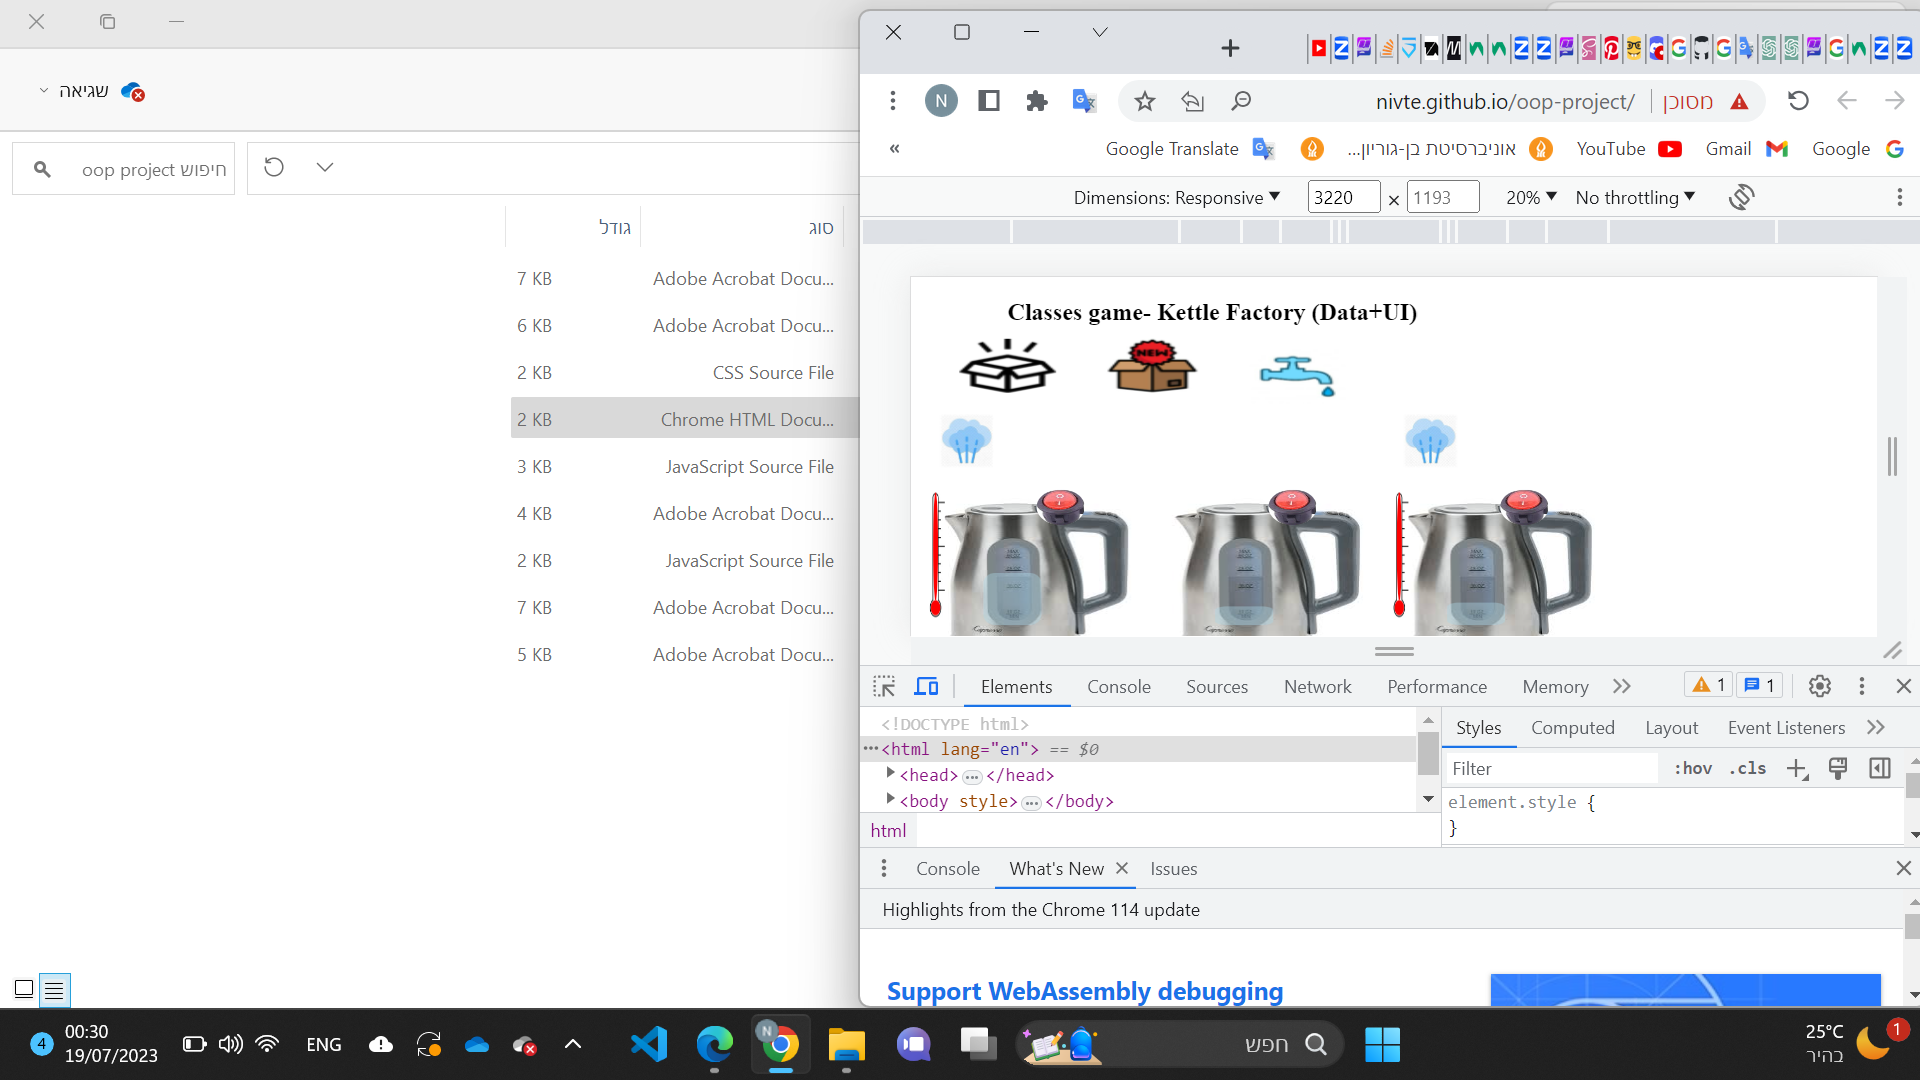 שגיאה
חיפוש oop project
גודל
סוג
7 KB
Adobe Acrobat Docu...
6 KB
Adobe Acrobat Docu...
2 KB
CSS Source File
2 KB
Chrome HTML Docu...
3 KB
JavaScript Source File
4 KB
Adobe Acrobat Docu...
2 KB
JavaScript Source File
7 KB
Adobe Acrobat Docu...
5 KB
Adobe Acrobat Docu...
N
nivte.github.io/oop-project/
מסוכן
«
Google Translate
אוניברסיטת בן-גוריון...
YouTube
Gmail
Google
Dimensions: Responsive
3220
×
1193
20%
No throttling
Classes game- Kettle Factory (Data+UI)
NEW
Elements
Console
Sources
Network
Performance
Memory
1
1
<!DOCTYPE html>
<html lang="en"> == $0
<head>…</head>
<body style>…</body>
html
Styles
Computed
Layout
Event Listeners
Filter
:hov
.cls
element.style {
}
Console
What's New
Issues
Highlights from the Chrome 114 update
Support WebAssembly debugging
4
00:30
19/07/2023
ENG
N
חפש
25°C
בהיר
1